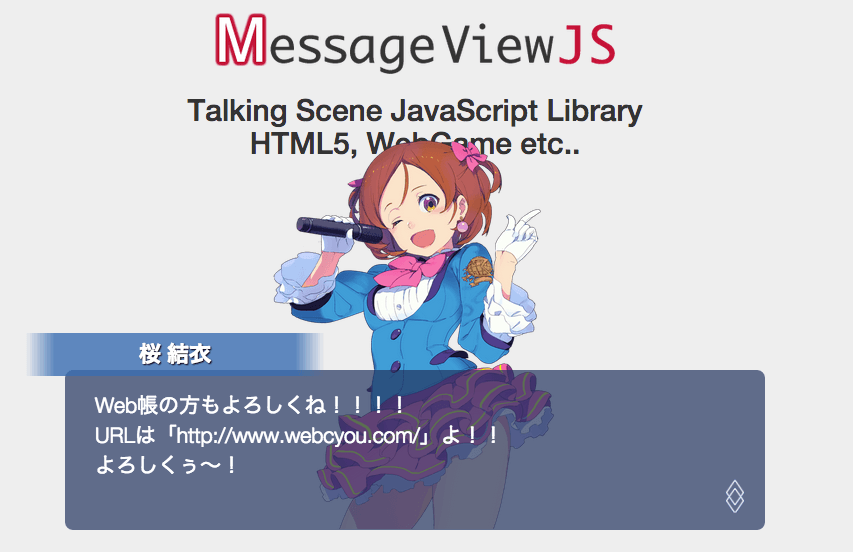 MessageViewJS
Talking Scene JavaScript Library
HTML5, WebGame etc..
桜 結衣
Web帳の方もよろしくね！！！！
URLは「http://www.webcyou.com/」よ！！
よろしくぅ〜！